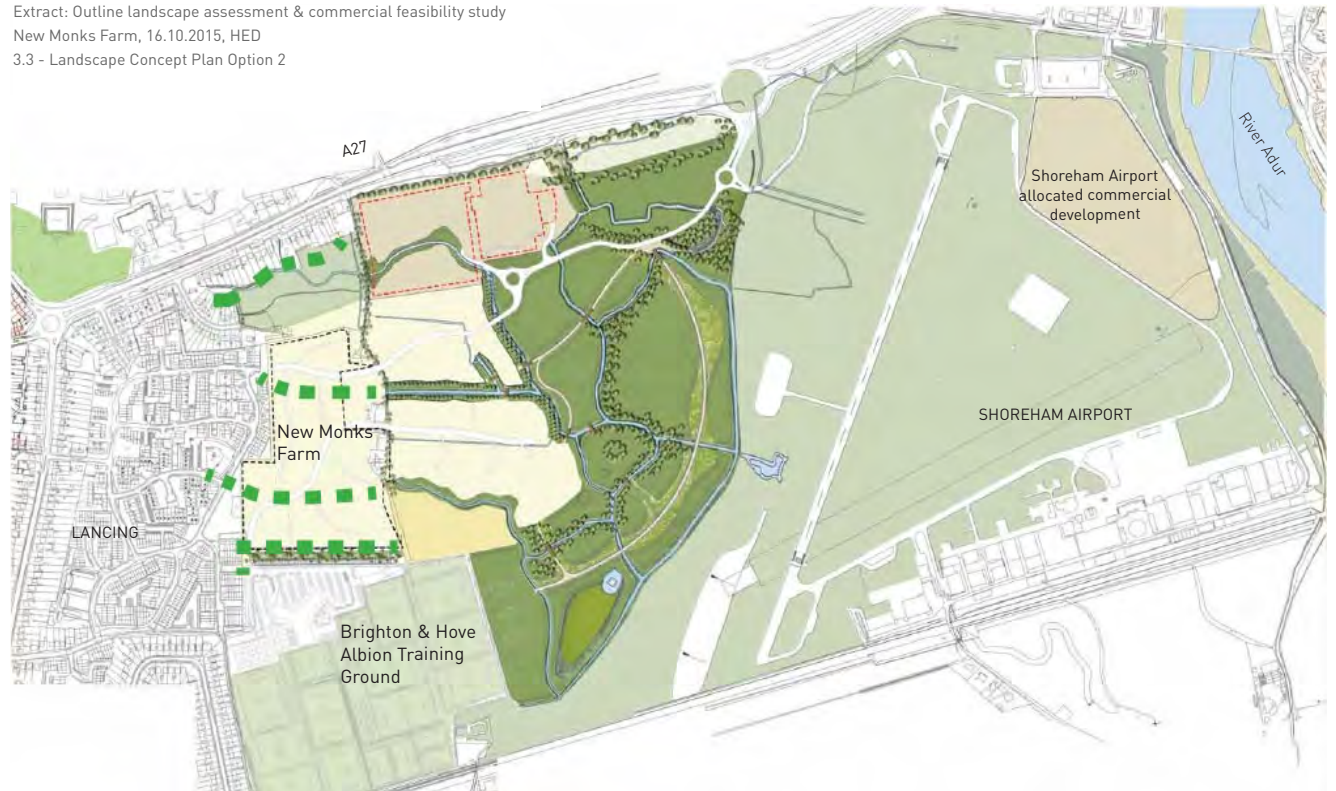 Extract: Outline landscape assessment & commercial feasibility study
New Monks Farm, 16.10.2015, HED
3.3 - Landscape Concept Plan Option 2
A27
River Adur
Shoreham Airport
allocated commercial
development
SHOREHAM AIRPORT
New Monks
Farm
LANCING
Brighton & Hove
Albion Training
Ground